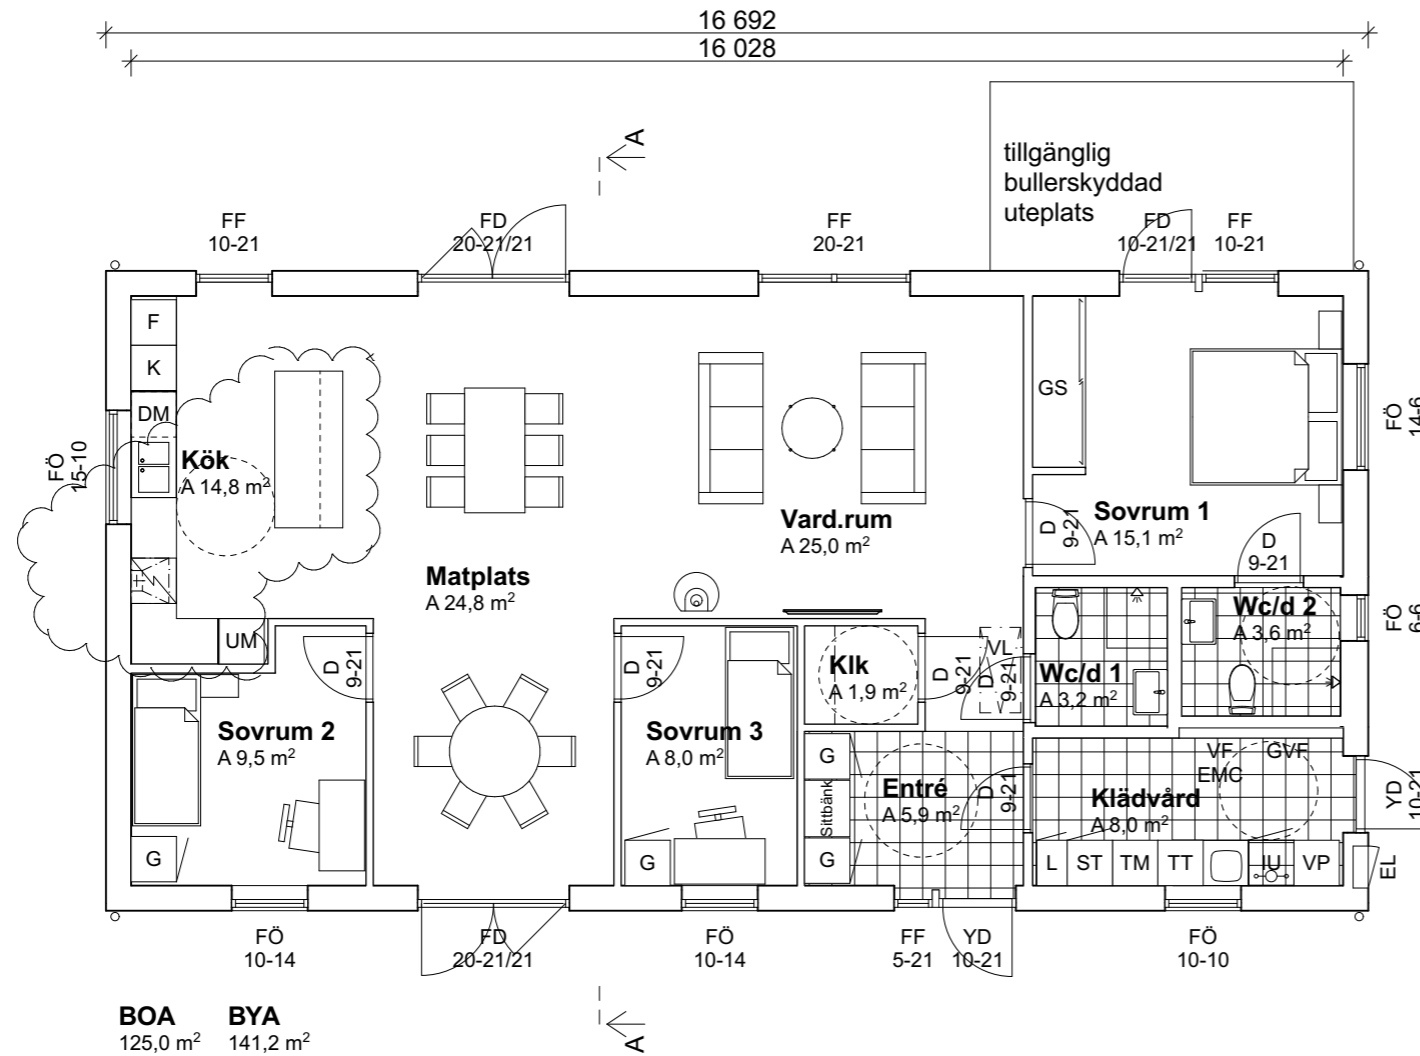 16 692
16 028
A
tillgänglig
bullerskyddad
uteplats
FF
10-21
FD
20-21/21
FF
20-21
FD
10-21/21
FF
10-21
F
K
DM
GS
FÖ
15-10
FÖ
14-6
Kök
A 14,8 m²
Vard.rum
A 25,0 m²
Sovrum 1
A 15,1 m²
D
9-21
D
9-21
Matplats
A 24,8 m²
Wc/d 2
A 3,6 m²
FÖ
6-6
UM
D
9-21
D
9-21
Klk
A 1,9 m²
D
9-21
VL
D
9-21
Wc/d 1
A 3,2 m²
Sovrum 2
A 9,5 m²
Sovrum 3
A 8,0 m²
G
Sittbänk
G
Entré
A 5,9 m²
D
9-21
VF
EMC
GVF
Klädvård
A 8,0 m²
YD
10-21
G
G
L
ST
TM
TT
IU
VP
EL
FÖ
10-14
FD
20-21/21
FÖ
10-14
FF
5-21
YD
10-21
FÖ
10-10
BOA
125,0 m²
BYA
141,2 m²
A